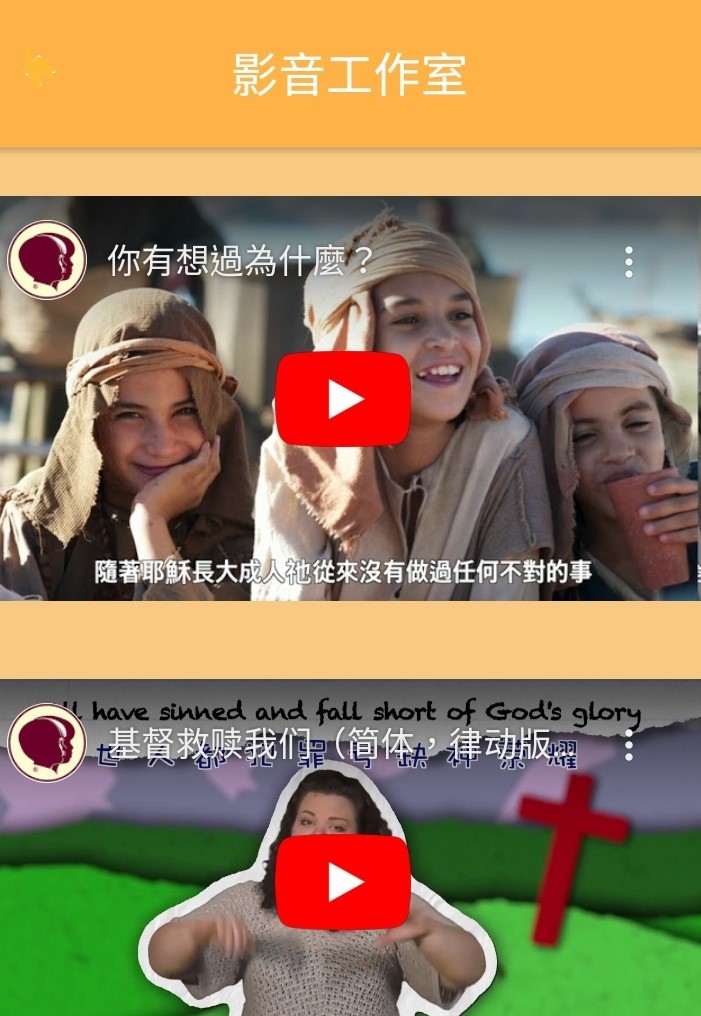 影音工作室
你有想過為什麼？
隨著耶穌長大成人祂從來沒有做過任何不對的事
have sinned and fall short of God's glory
基督救赎我们（简体，律动版...
世人都犯罪亏缺神荣耀